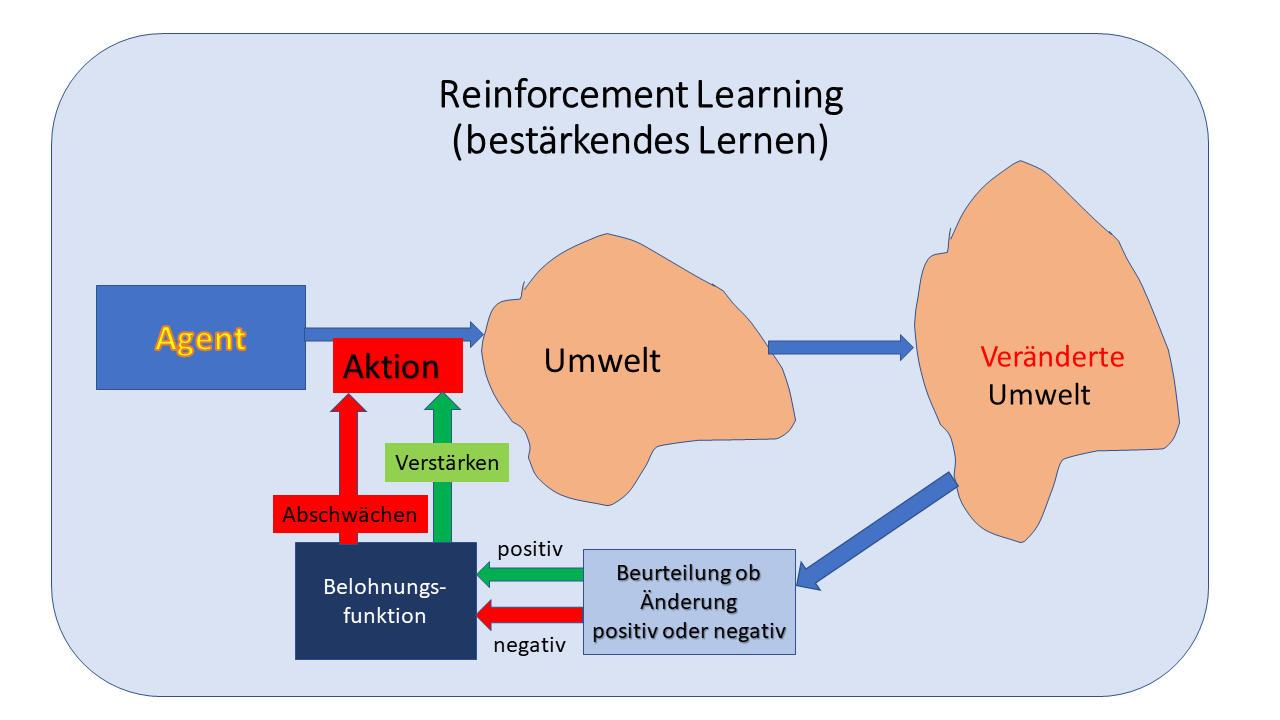 Reinforcement Learning
(bestärkendes Lernen)
Agent
Aktion
Umwelt
Veränderte
Umwelt
Verstärken
Abschwächen
Belohnungs-
funktion
positiv
negativ
Beurteilung ob
Änderung
positiv oder negativ